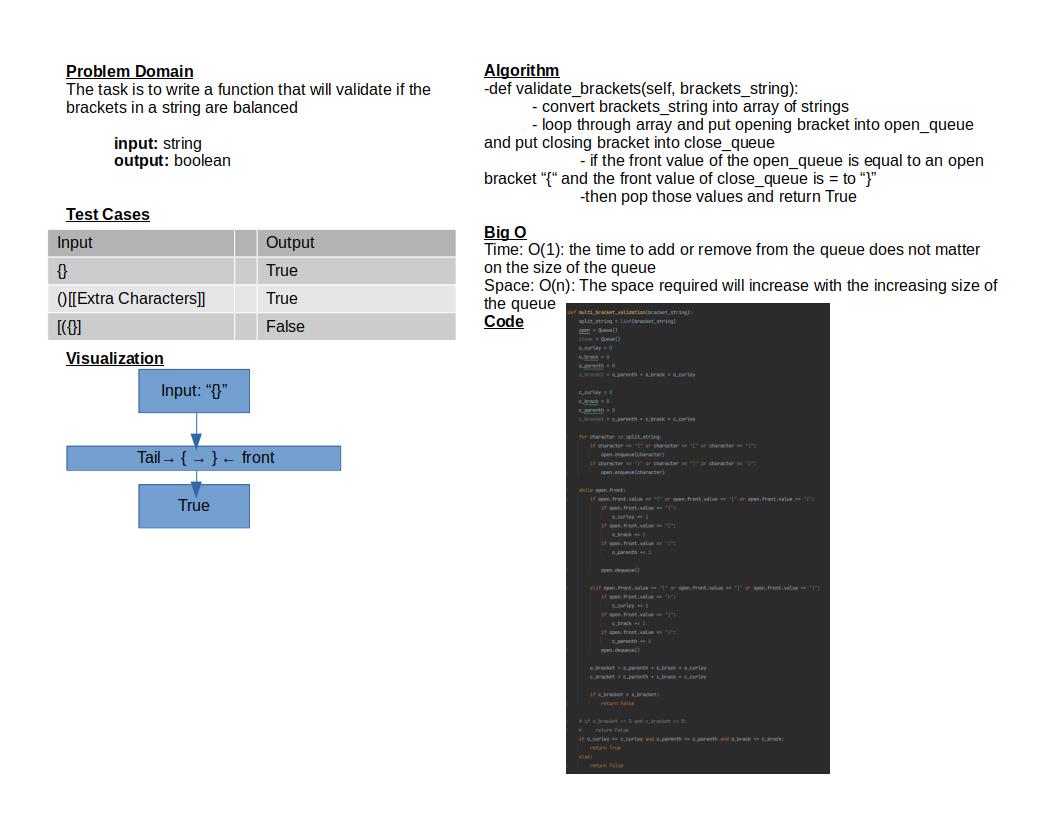 Problem Domain
The task is to write a function that will validate if the
brackets in a string are balanced
input: string
output: boolean
Test Cases
Input Output
{} True
()[[Extra Characters]] True
[({}] False
Visualization
Input: “{}”
Tail→ { → } ← front
True
Algorithm
-def validate_brackets(self, brackets_string):
- convert brackets_string into array of strings
- loop through array and put opening bracket into open_queue
and put closing bracket into close_queue
- if the front value of the open_queue is equal to an open
bracket “{“ and the front value of close_queue is = to “}”
-then pop those values and return True
Big O
Time: O(1): the time to add or remove from the queue does not matter
on the size of the queue
Space: O(n): The space required will increase with the increasing size of
the queue
Code
def multi_bracket_validation(bracket_string):
split_string = list(bracket_string)
open = Queue()
close = Queue()
o_curley = 0
o_brack = 0
o_parenth = 0
o_bracket = o_parenth + o_brack + o_curley
c_curley = 0
c_brack = 0
c_parenth = 0
c_bracket = c_parenth + c_brack + c_curley
for character in split_string:
if character == or character == or character ==
open.enqueue(character)
if character == or character == or character ==
open.enqueue(character)
while open.front:
if open.front.value == or open.front.value == or open.front.value ==
if open.front.value ==
o_curley += 1
if open.front.value ==
o_brack += 1
if open.front.value ==
o_parenth += 1
open.dequeue()
elif open.front.value == or open.front.value == or open.front.value ==
if open.front.value ==
c_curley += 1
if open.front.value ==
c_brack += 1
if open.front.value ==
c_parenth += 1
open.dequeue()
o_bracket = o_parenth + o_brack + o_curley
c_bracket = c_parenth + c_brack + c_curley
if c_bracket > o_bracket:
return False
# if o_bracket == 0 and c_bracket == 0:
# return False
if o_curley == c_curley and o_parenth == c_parenth and o_brack == c_brack:
return True
else:
return False